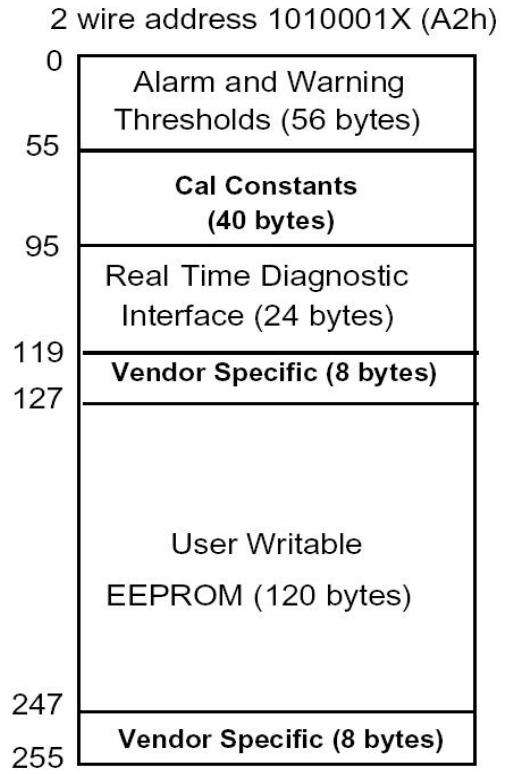 2 wire address 1010001X (A2h)
0
Alarm and Warning
Thresholds (56 bytes)
55
Cal Constants
(40 bytes)
95
Real Time Diagnostic
Interface (24 bytes)
119
Vendor Specific (8 bytes)
127
User Writable
EEPROM (120 bytes)
247
Vendor Specific (8 bytes)
255